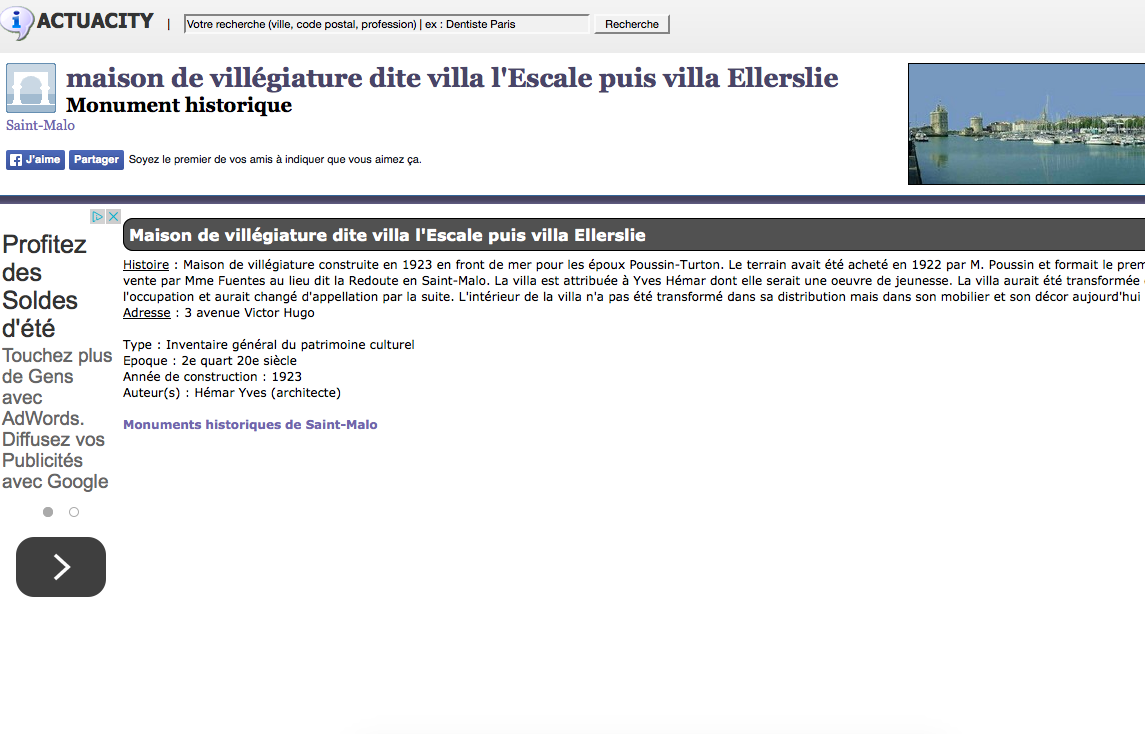 ACTUACITY | Votre recherche (ville, code postal, profession) | ex : Dentiste Paris Recherche
maison de villégiature dite villa l'Escale puis villa Ellerslie
Monument historique
Saint-Malo
J'aime Partager Soyez le premier de vos amis à indiquer que vous aimez ça.
Profitez
des
Soldes
d'été
Touchez plus
de Gens
avec
AdWords.
Diffusez vos
Publicités
avec Google
Maison de villégiature dite villa l'Escale puis villa Ellerslie
Histoire : Maison de villégiature construite en 1923 en front de mer pour les époux Poussin-Turton. Le terrain avait été acheté en 1922 par M. Poussin et formait le prem
vente par Mme Fuentes au lieu dit la Redoute en Saint-Malo. La villa est attribuée à Yves Hémar dont elle serait une oeuvre de jeunesse. La villa aurait été transformée
l'occupation et aurait changé d'appellation par la suite. L'intérieur de la villa n'a pas été transformé dans sa distribution mais dans son mobilier et son décor aujourd'hui
Adresse : 3 avenue Victor Hugo
Type : Inventaire général du patrimoine culturel
Epoque : 2e quart 20e siècle
Année de construction : 1923
Auteur(s) : Hémar Yves (architecte)
Monuments historiques de Saint-Malo